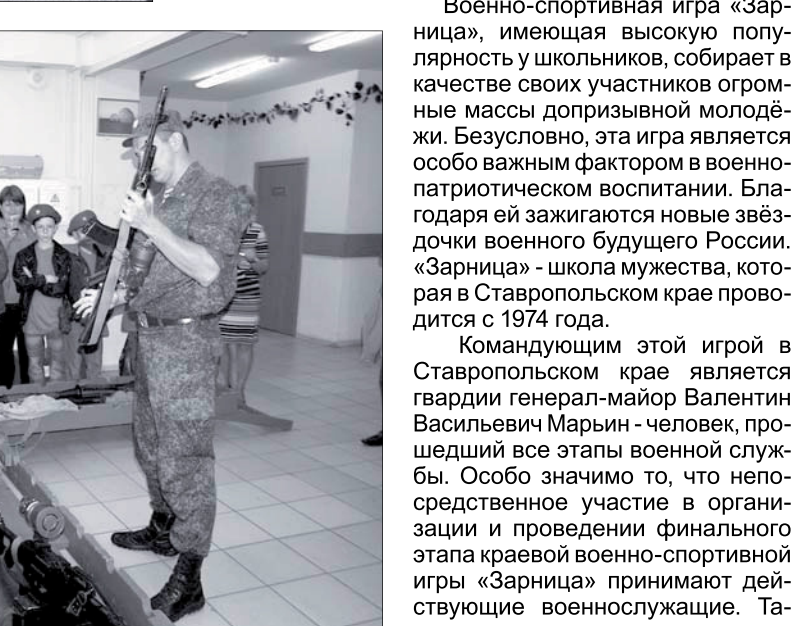 Военно-спортивная игра «Зар-
ница», имеющая высокую попу-
лярность у школьников, собирает в
качестве своих участников огром-
ные массы допризывной молодё-
жи. Безусловно, эта игра является
особо важным фактором в военно-
патриотическом воспитании. Бла-
годаря ей зажигаются новые звёз-
дочки военного будущего России.
«Зарница» - школа мужества, кото-
рая в Ставропольском крае прово-
дится с 1974 года.
Командующим этой игрой в
Ставропольском крае является
гвардии генерал-майор Валентин
Васильевич Марьин - человек, про-
шедший все этапы военной служ-
бы. Особо значимо то, что непо-
средственное участие в органи-
зации и проведении финального
этапа краевой военно-спортивной
игры «Зарница» принимают дей-
ствующие военнослужащие. Та-